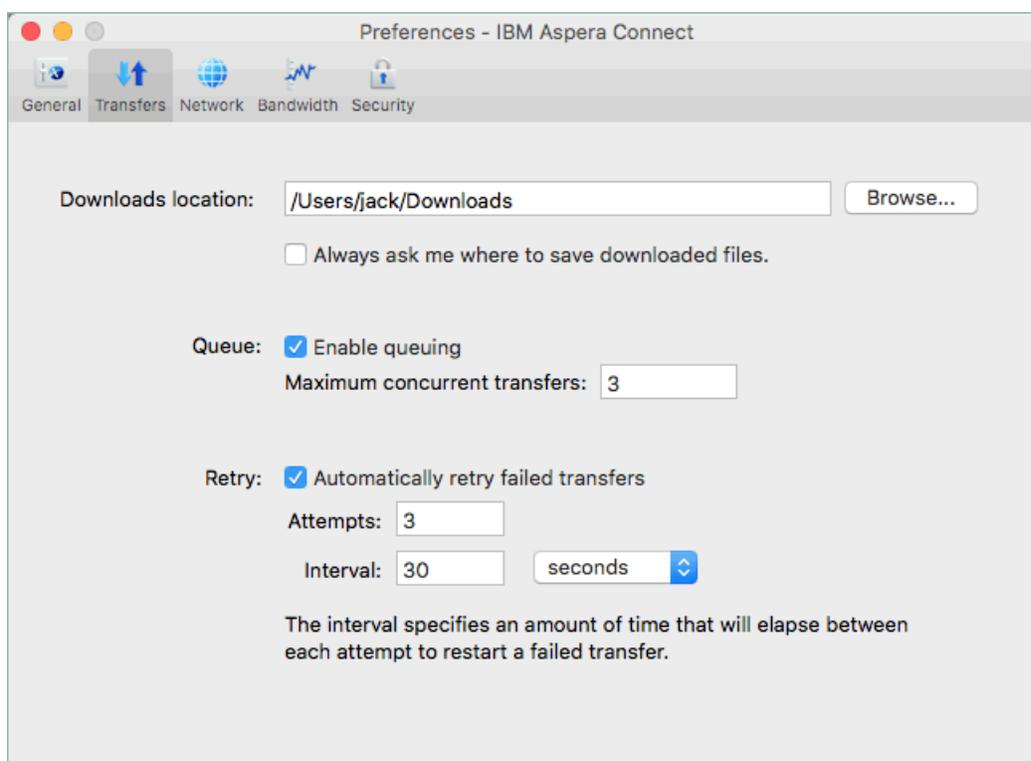 Preferences - IBM Aspera Connect
General Transfers Network Bandwidth Security
Downloads location: /Users/jack/Downloads Browse...
Always ask me where to save downloaded files.
Queue: Enable queuing
Maximum concurrent transfers: 3
Retry: Automatically retry failed transfers
Attempts: 3
Interval: 30 seconds
The interval specifies an amount of time that will elapse between
each attempt to restart a failed transfer.